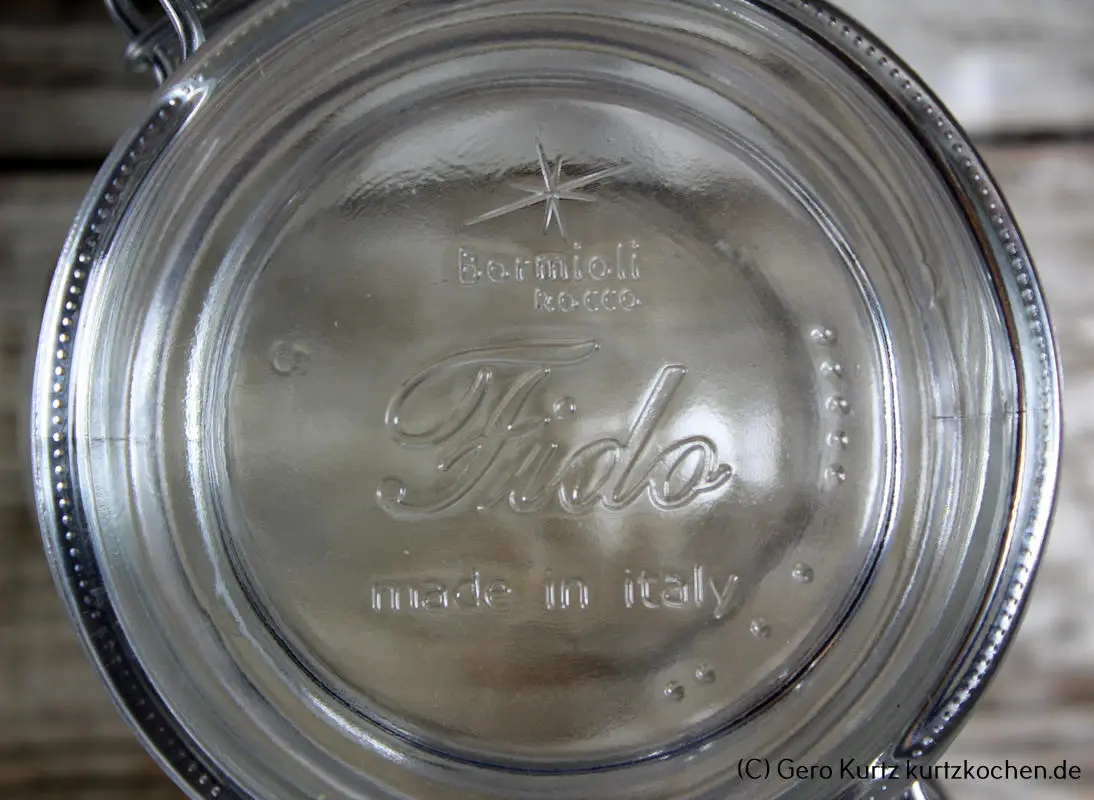 Bormioli
Rocco
Fido
made in italy
(C) Gero Kurtz kurtzkochen.de